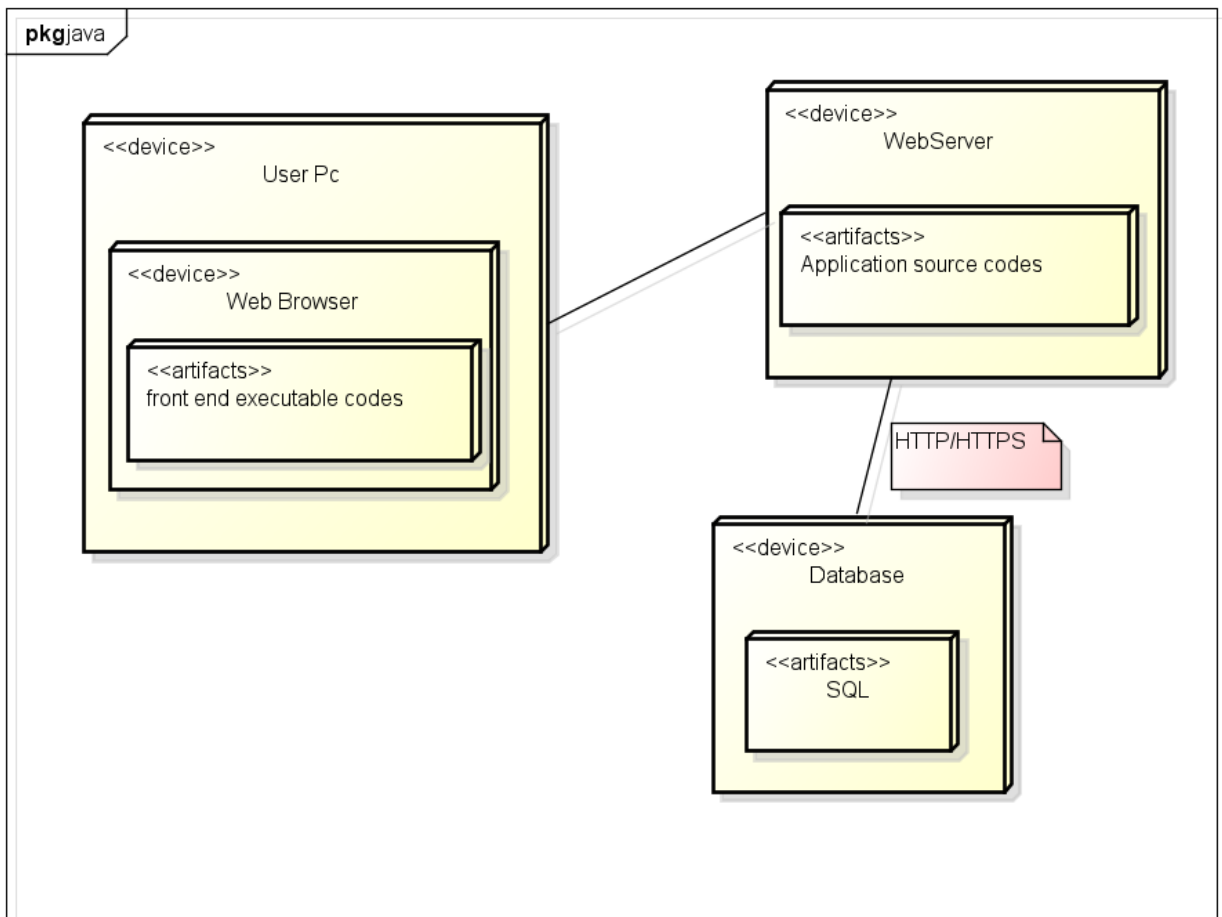 pkgjava
<<device>>
User Pc
<<device>>
Web Browser
<<artifacts>>
front end executable codes
<<device>>
WebServer
<<artifacts>>
Application source codes
HTTP/HTTPS
<<device>>
Database
<<artifacts>>
SQL